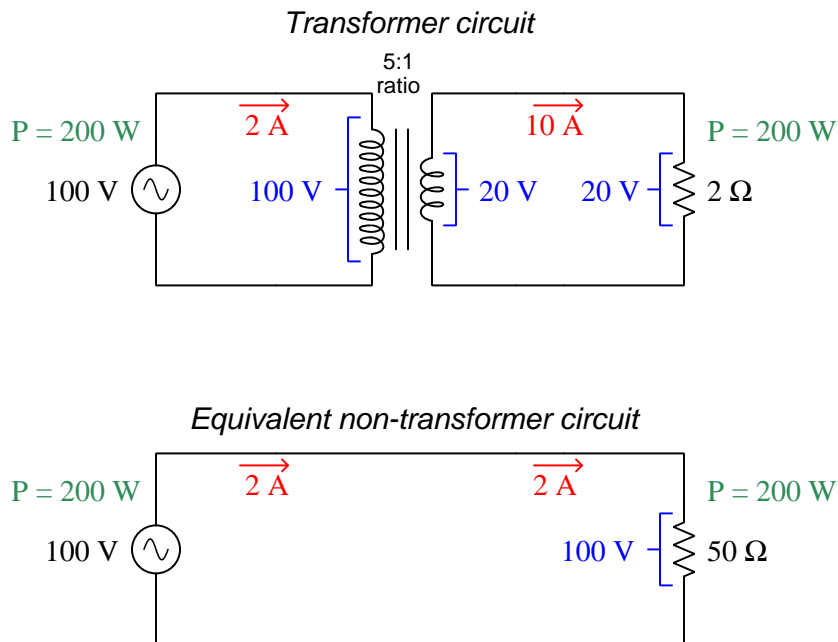 Transformer circuit
5:1
ratio
P = 200 W
2 A
10 A
P = 200 W
100 V
100 V
20 V
20 V
2 Ω
Equivalent non-transformer circuit
P = 200 W
2 A
2 A
P = 200 W
100 V
100 V
50 Ω